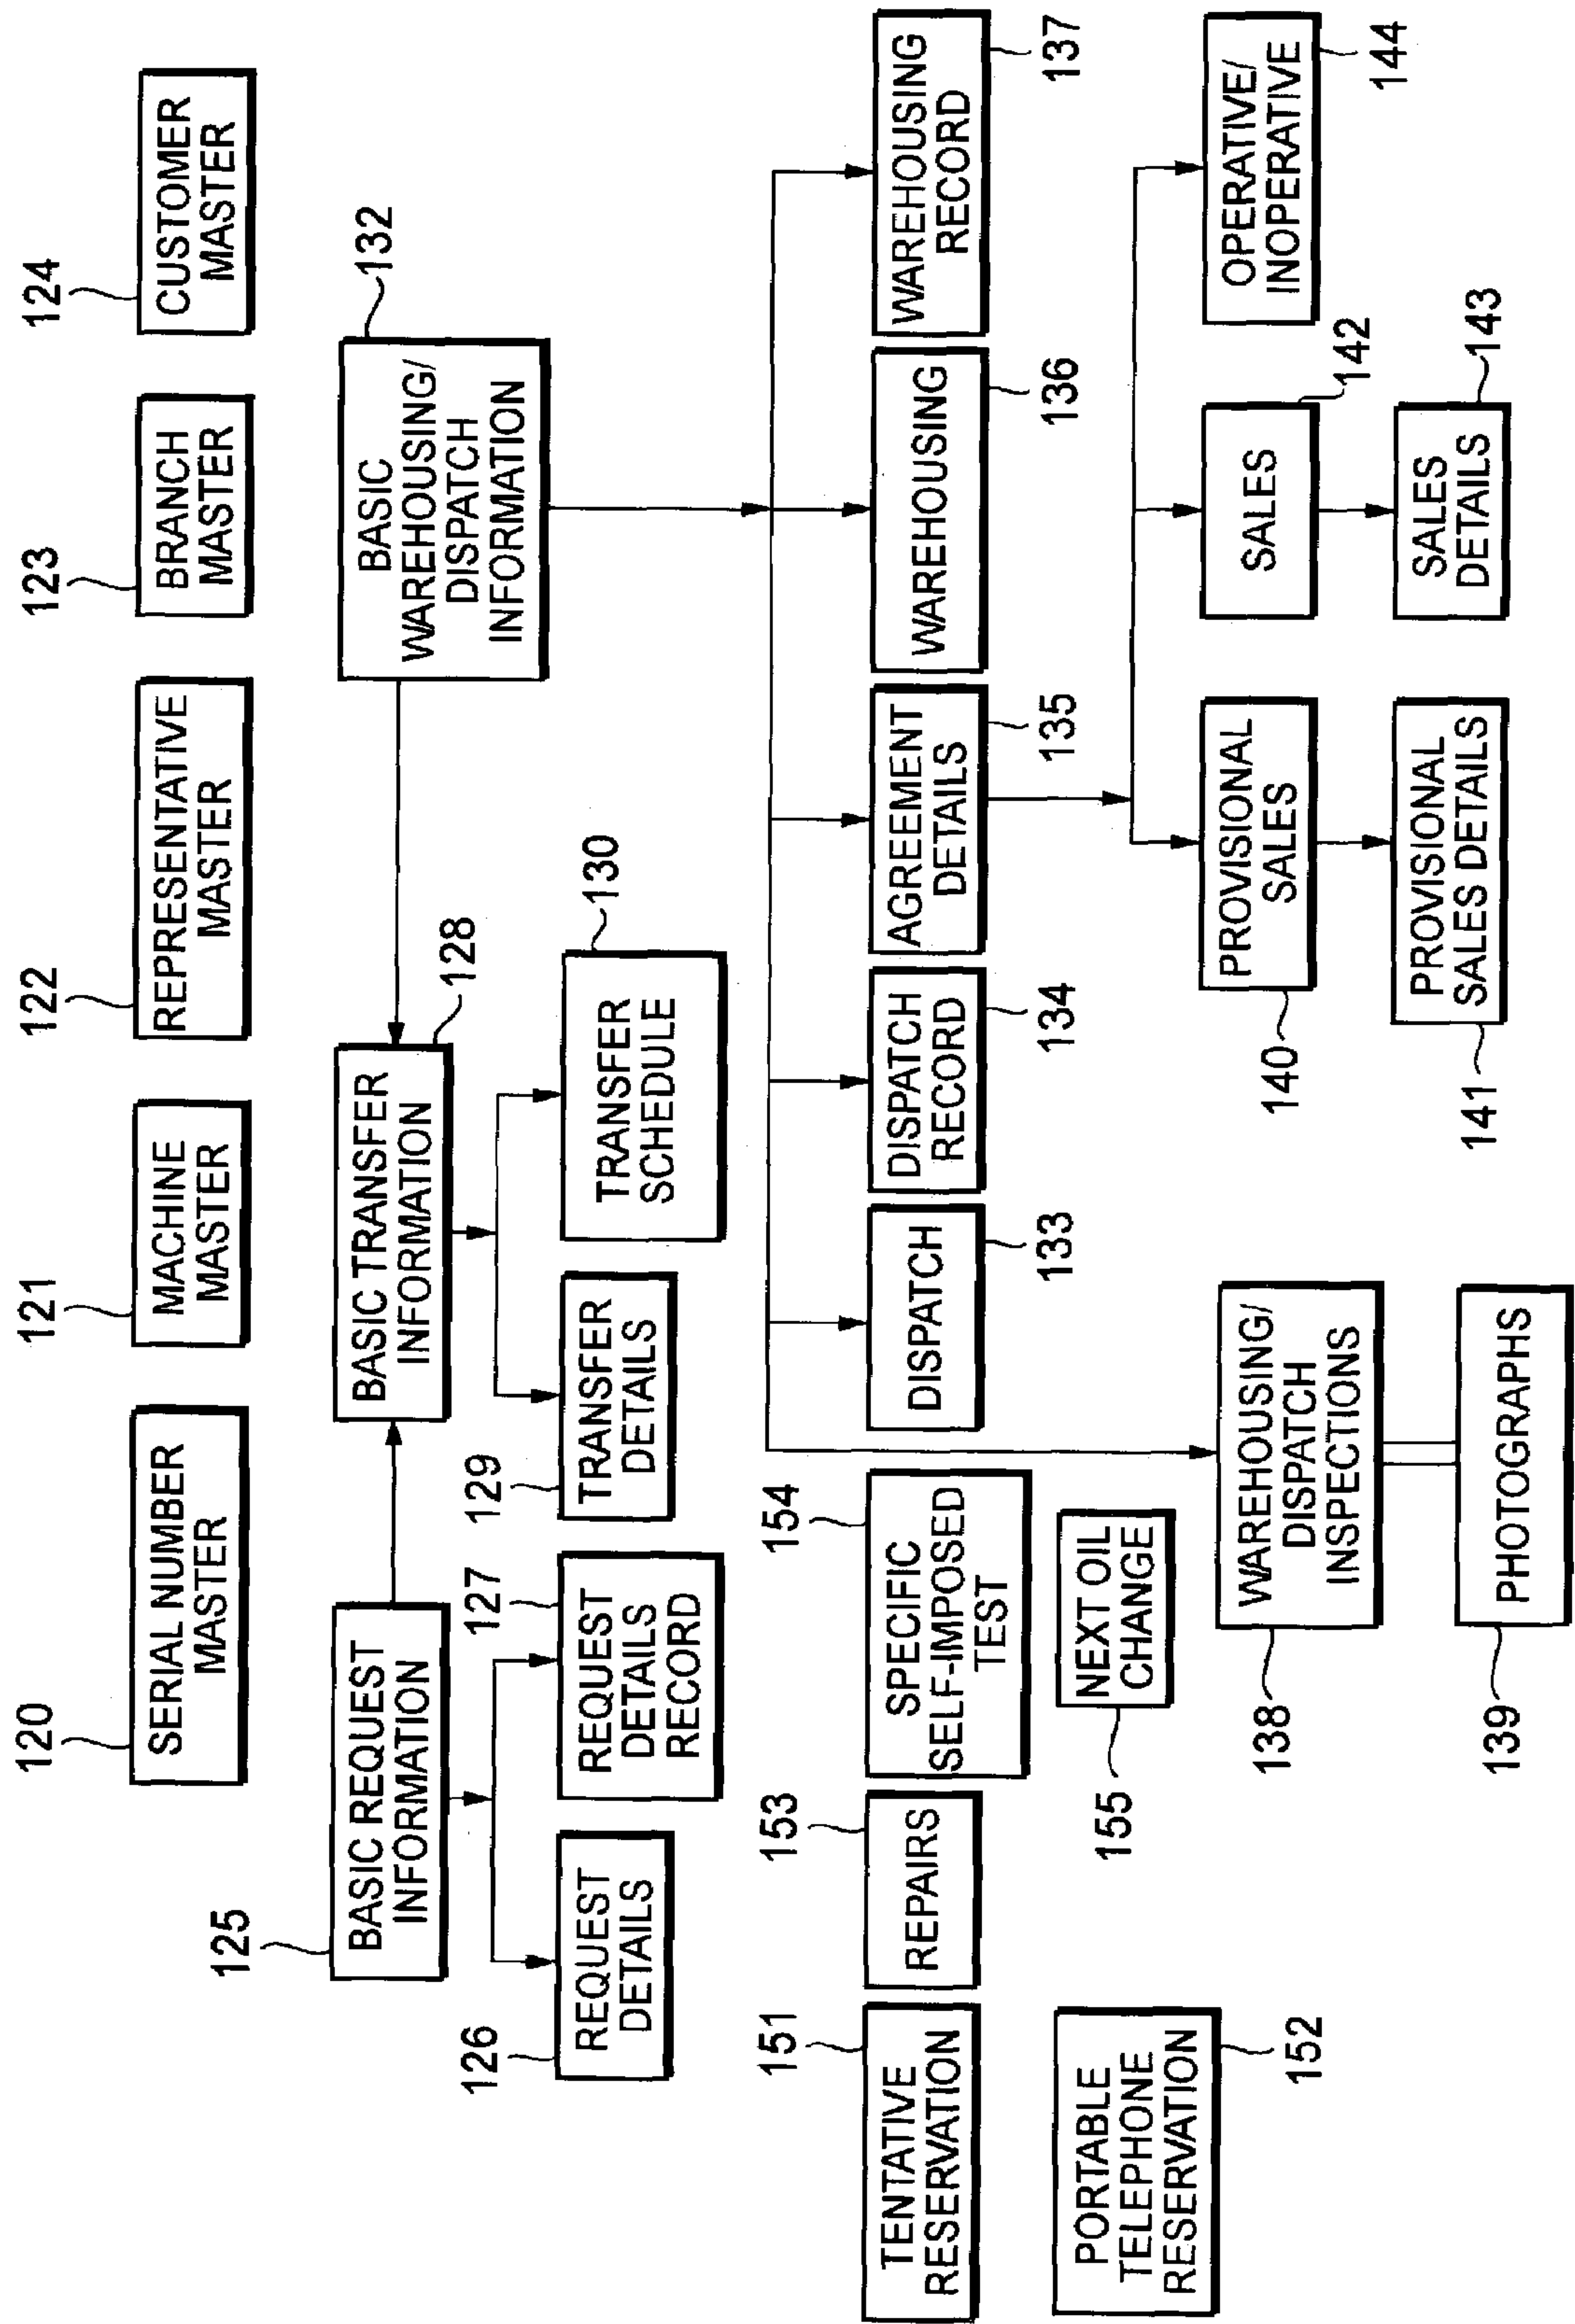 120
SERIAL NUMBER
MASTER
121
MACHINE
MASTER
122
REPRESENTATIVE
MASTER
123
BRANCH
MASTER
124
CUSTOMER
MASTER
125
BASIC REQUEST
INFORMATION
BASIC TRANSFER
INFORMATION
128
BASIC
WAREHOUSING/
DISPATCH
INFORMATION
132
126
REQUEST
DETAILS
127
REQUEST
DETAILS
RECORD
129
TRANSFER
DETAILS
TRANSFER
SCHEDULE
130
151
TENTATIVE
RESERVATION
153
REPAIRS
154
SPECIFIC
SELF-IMPOSED
TEST
DISPATCH
133
DISPATCH
RECORD
134
AGREEMENT
DETAILS
135
WAREHOUSING
136
WAREHOUSING
RECORD
137
PORTABLE
TELEPHONE
RESERVATION
152
155
NEXT OIL
CHANGE
138
WAREHOUSING/
DISPATCH
INSPECTIONS
140
PROVISIONAL
SALES
SALES
142
OPERATIVE/
INOPERATIVE
144
139
PHOTOGRAPHS
141
PROVISIONAL
SALES DETAILS
SALES
DETAILS
143